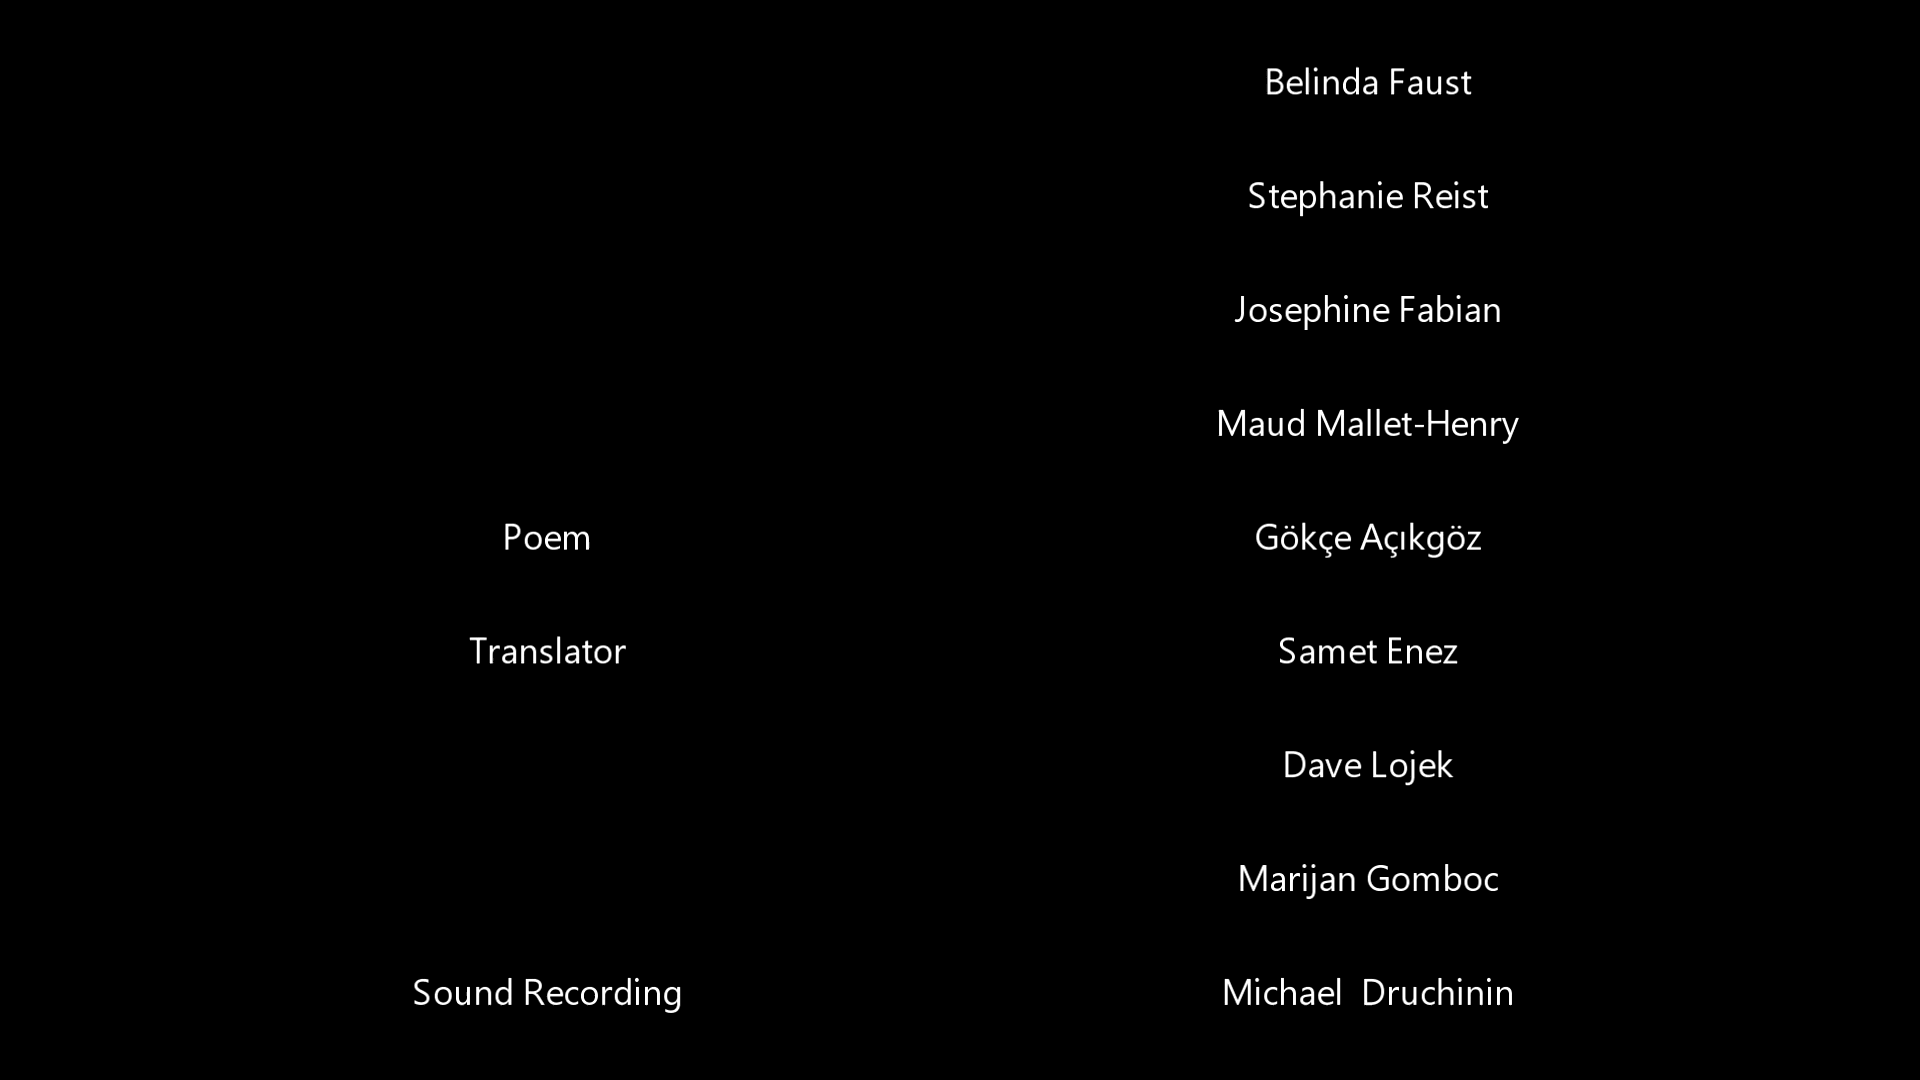 Belinda Faust
Stephanie Reist
Josephine Fabian
Maud Mallet-Henry
Poem Gökçe Açıkgöz
Translator Samet Enez
Dave Lojek
Marijan Gomboc
Sound Recording Michael  Druchinin